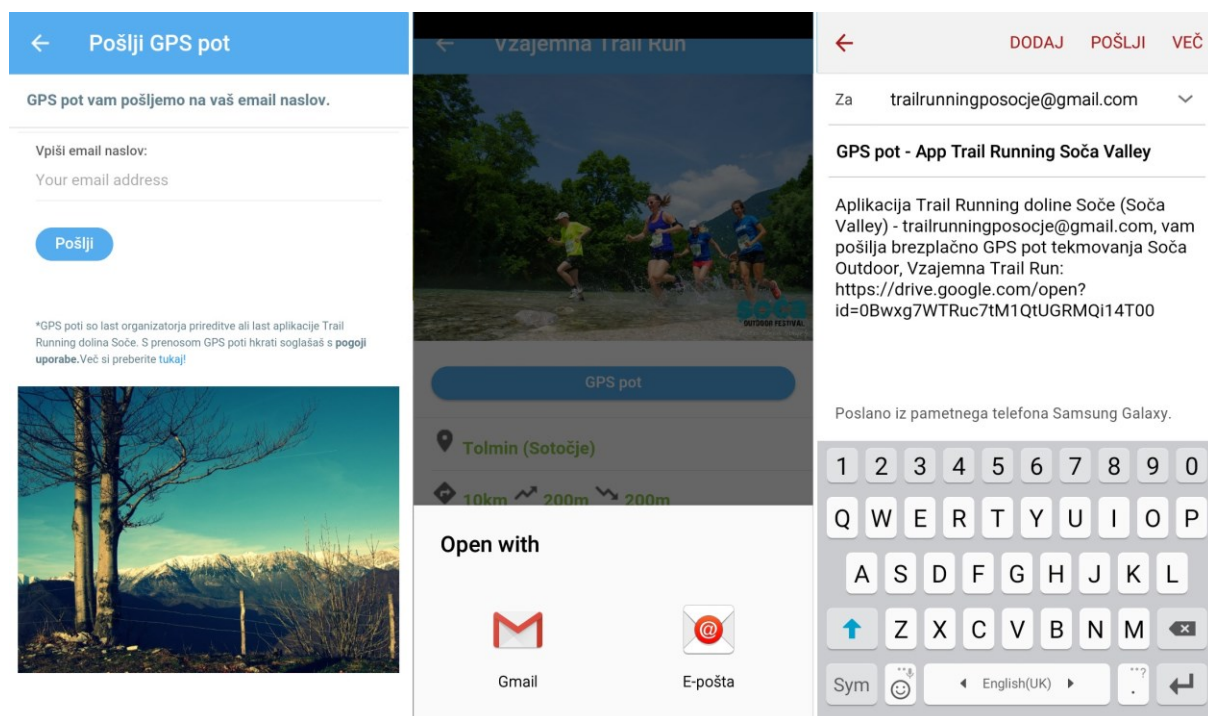 Pošlji GPS pot
GPS pot vam pošljemo na vaš email naslov.
Vpiši email naslov:
Your email address
Pošlji
*GPS poti so last organizatorja prireditve ali last aplikacije Trail
Running dolina Soče. S prenosom GPS poti hkrati soglašaš s pogoji
uporabe.Več si preberite tukaj!
Vzajemna Trail Run
soča
OUTDOOR FESTIVAL
GPS pot
Tolmin (Sotočje)
10km 200m 200m
Open with
Gmail
E-pošta
DODAJ POŠLJI VEČ
Za trailrunningposocje@gmail.com
GPS pot - App Trail Running Soča Valley
Aplikacija Trail Running doline Soče (Soča
Valley) - trailrunningposocje@gmail.com, vam
pošilja brezplačno GPS pot tekmovanja Soča
Outdoor, Vzajemna Trail Run:
https://drive.google.com/open?
id=0Bwxg7WTRuc7tM1QtUGRMQi14T00
Poslano iz pametnega telefona Samsung Galaxy.
1 2 3 4 5 6 7 8 9 0
Q W E R T Y U I O P
A S D F G H J K L
Z X C V B N M
Sym English(UK) .